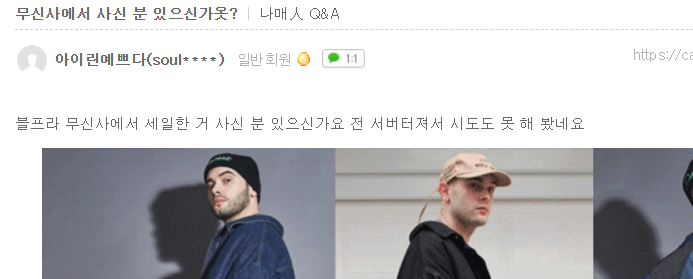 무신사에서 사신 분 있으신가옷? | 나매人 Q&A
아이린예쁘다(soul****) 일반회원 1:1
https://ca
블프라 무신사에서 세일한 거 사신 분 있으신가요 전 서버터져서 시도도 못 해 봤네요